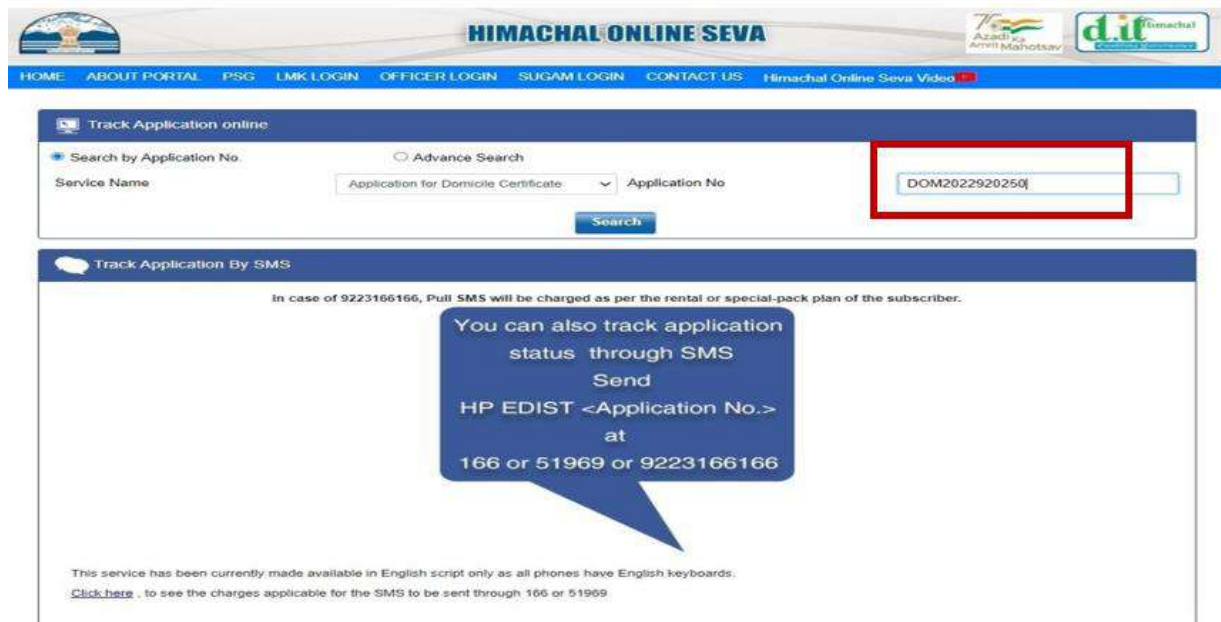 HIMACHAL ONLINE SEVA
Azadi Ka
Amrit Mahotsav
d.it Himachal
HOME ABOUT PORTAL PSG LMK LOGIN OFFICER LOGIN SUGAM LOGIN CONTACT US Himachal Online Seva Video
Track Application online
Search by Application No. Advance Search
Service Name Application for Domicile Certificate Application No DOM2022920250
Search
Track Application By SMS
In case of 9223166166, Pull SMS will be charged as per the rental or special-pack plan of the subscriber.
You can also track application
status through SMS
Send
HP EDIST <Application No.>
at
166 or 51969 or 9223166166
This service has been currently made available in English script only as all phones have English keyboards.
Click here , to see the charges applicable for the SMS to be sent through 166 or 51969